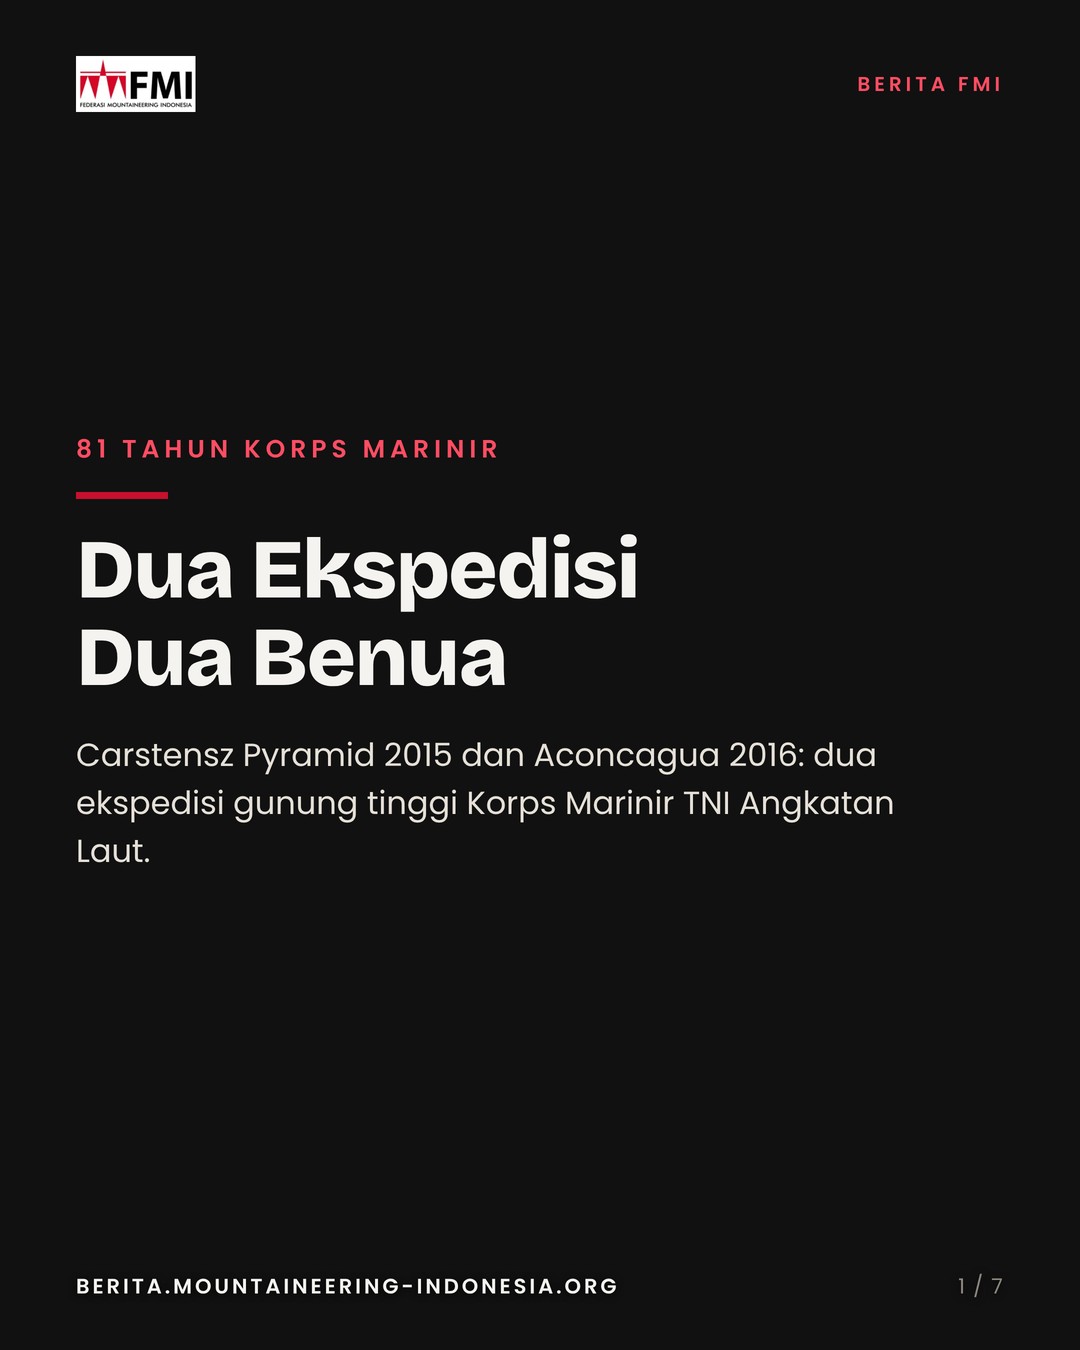 FMI
FEDERASI MOUNTAINEERING INDONESIA
BERITA FMI
81 TAHUN KORPS MARINIR
Dua Ekspedisi
Dua Benua
Carstensz Pyramid 2015 dan Aconcagua 2016: dua
ekspedisi gunung tinggi Korps Marinir TNI Angkatan
Laut.
BERITA.MOUNTAINEERING-INDONESIA.ORG
1 / 7